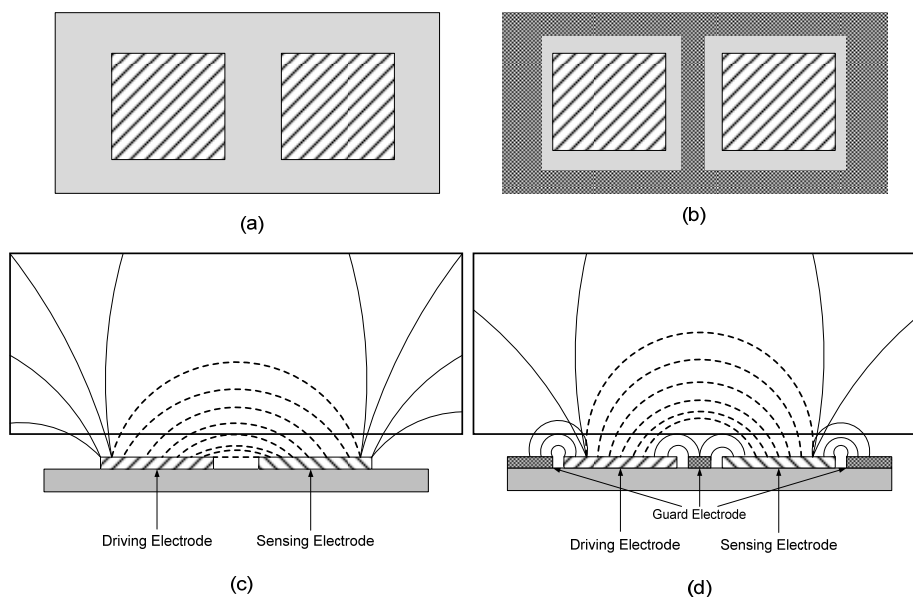 (a)
(b)
Driving Electrode
Sensing Electrode
(c)
Guard Electrode
Driving Electrode
Sensing Electrode
(d)